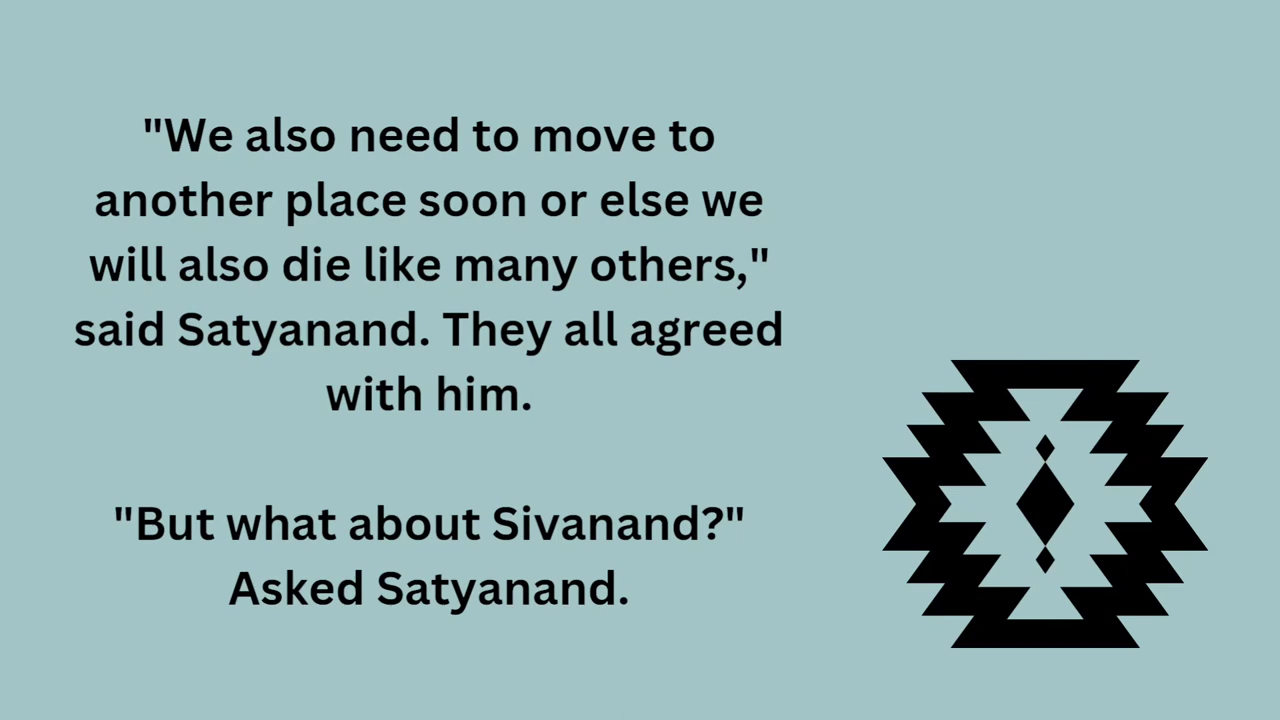 "We also need to move to
another place soon or else we
will also die like many others,"
said Satyanand. They all agreed
with him.
"But what about Sivanand?"
Asked Satyanand.